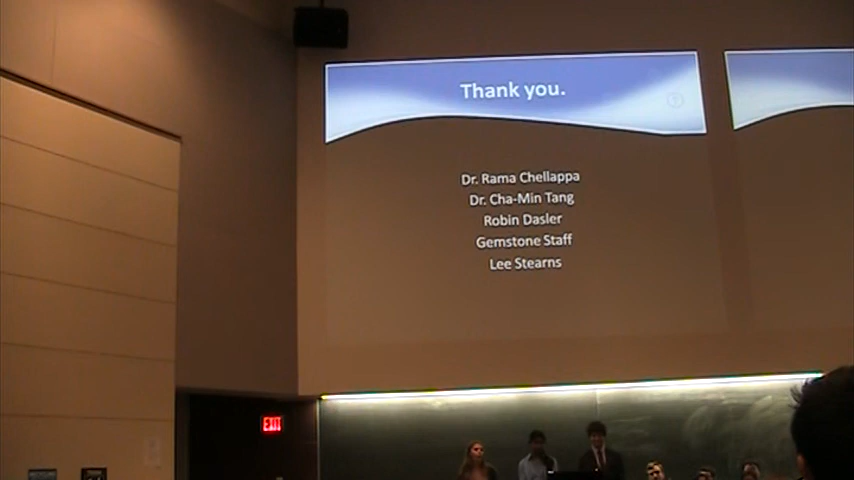 Thank you.
Dr. Rama Chellappa
Dr. Cha-Min Tang
Robin Dasler
Gemstone Staff
Lee Stearns
EXIT